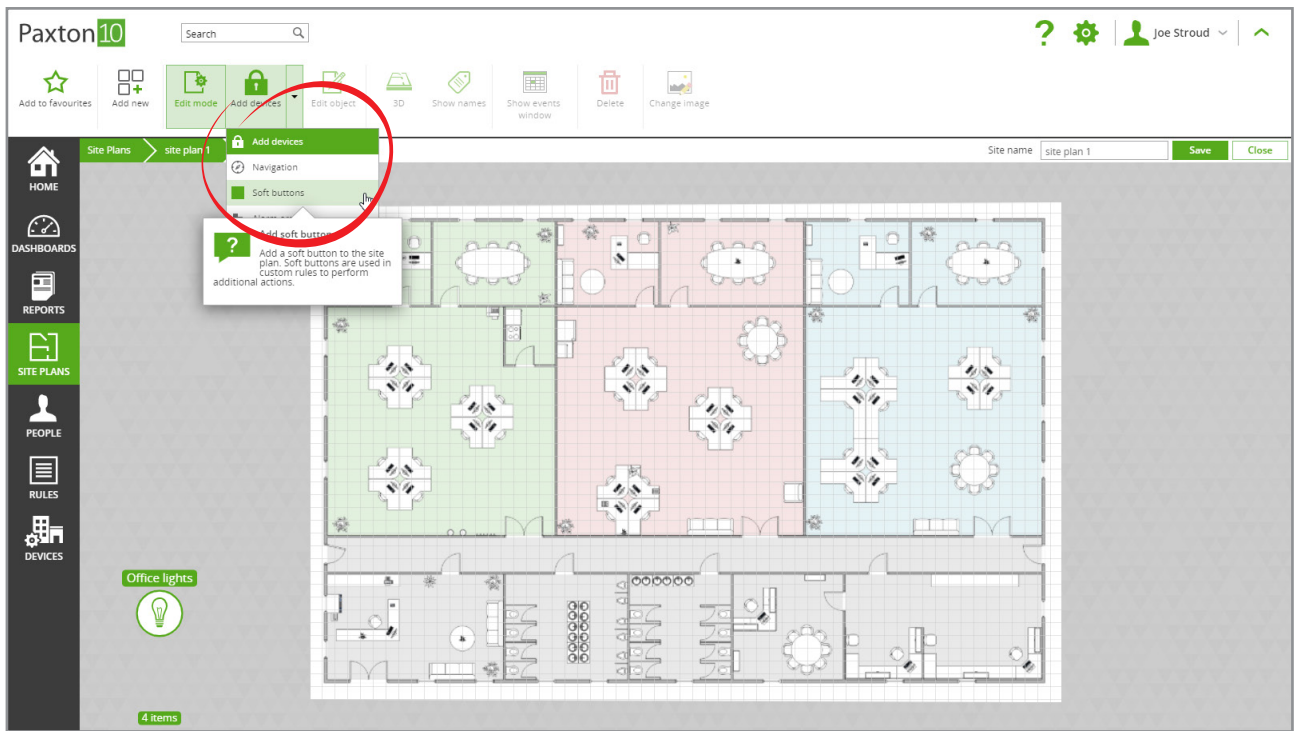 Paxton 10
Search
Joe Stroud
Add to favourites
Add new
Edit mode
Add devices
Edit object
3D
Show names
Show events
window
Delete
Change image
Site Plans
site plan 1
Site name
site plan 1
Save
Close
Add devices
Navigation
Soft buttons
Add soft button
Add a soft button to the site
plan. Soft buttons are used in
custom rules to perform
additional actions.
HOME
DASHBOARDS
REPORTS
SITE PLANS
PEOPLE
RULES
DEVICES
Office lights
4 items